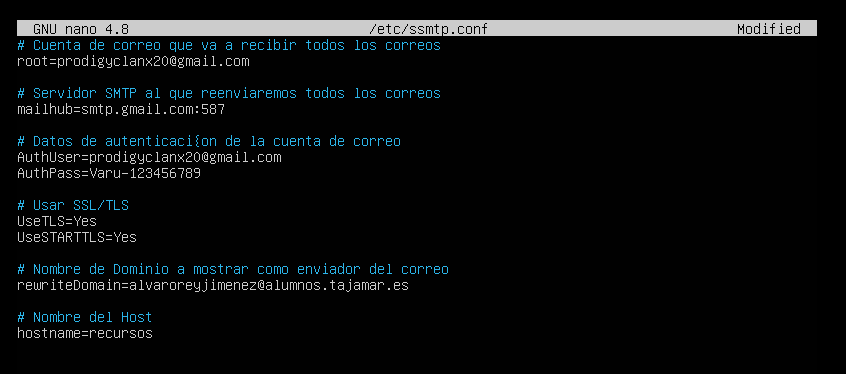 GNU nano 4.8 /etc/ssmtp.conf Modified
# Cuenta de correo que va a recibir todos los correos
root=prodigyclanx20@gmail.com
# Servidor SMTP al que reenviaremos todos los correos
mailhub=smtp.gmail.com:587
# Datos de autenticaci{on de la cuenta de correo
AuthUser=prodigyclanx20@gmail.com
AuthPass=Varu-123456789
# Usar SSL/TLS
UseTLS=Yes
UseSTARTTLS=Yes
# Nombre de Dominio a mostrar como enviador del correo
rewriteDomain=alvaroreyjimenez@alumnos.tajamar.es
# Nombre del Host
hostname=recursos